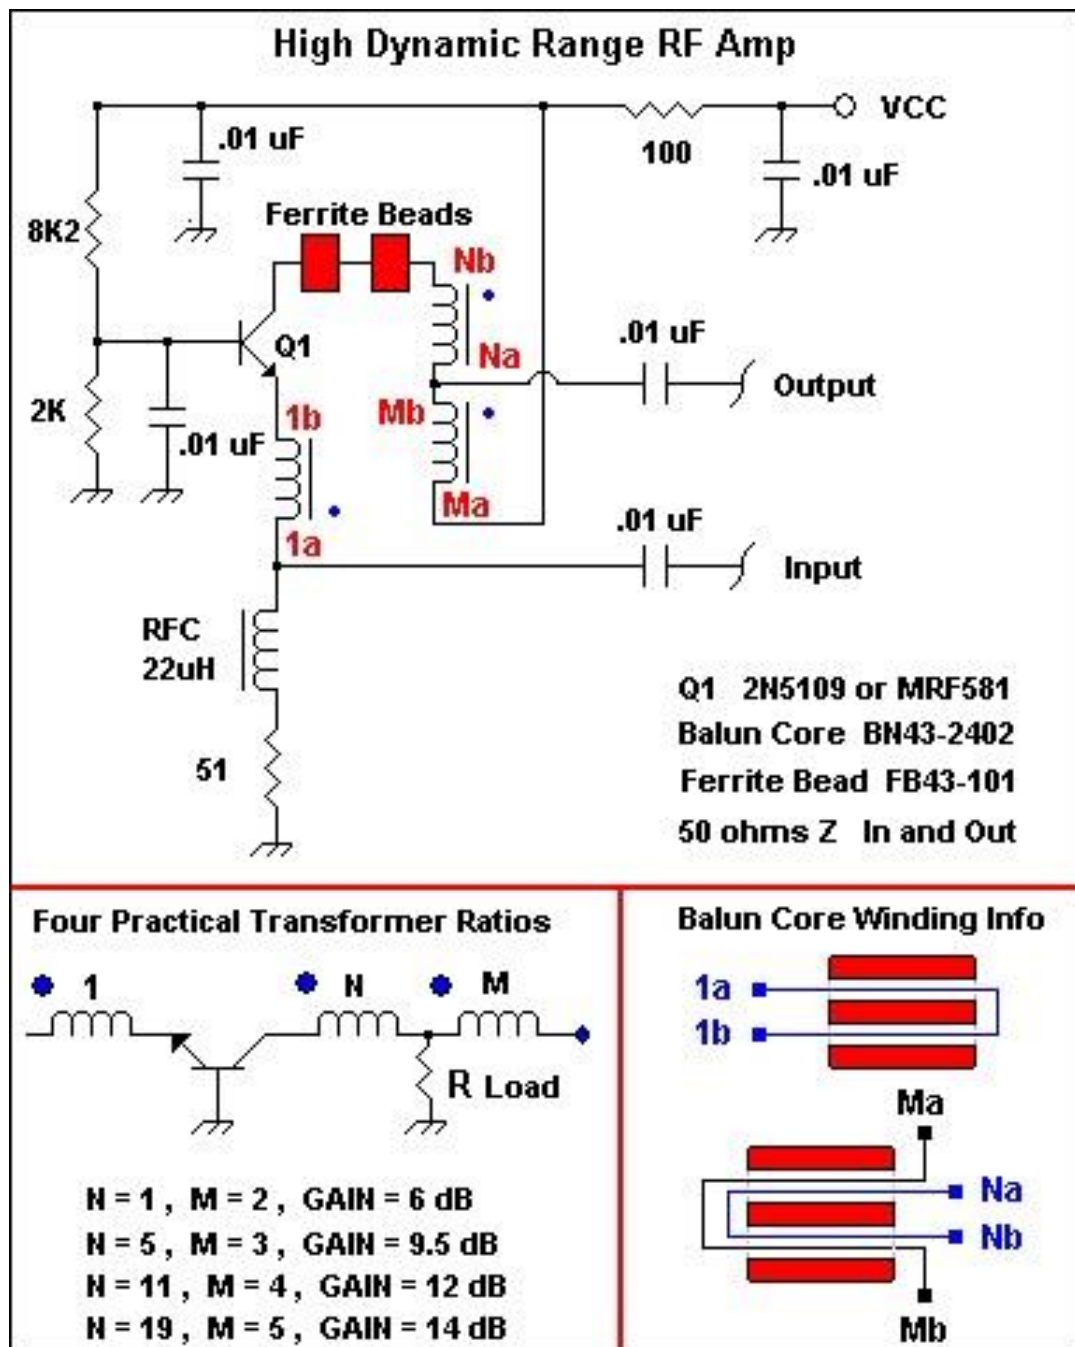 High Dynamic Range RF Amp
VCC
.01 uF
100
.01 uF
8K2
Ferrite Beads
Nb
Q1
Na
.01 uF
Output
2K
.01 uF
1b
Mb
Ma
1a
.01 uF
Input
RFC
22uH
51
Q1 2N5109 or MRF581
Balun Core BN43-2402
Ferrite Bead FB43-101
50 ohms Z In and Out
Four Practical Transformer Ratios
1
N
M
R Load
N = 1 , M = 2 , GAIN = 6 dB
N = 5 , M = 3 , GAIN = 9.5 dB
N = 11 , M = 4 , GAIN = 12 dB
N = 19 , M = 5 , GAIN = 14 dB
Balun Core Winding Info
1a
1b
Ma
Na
Nb
Mb